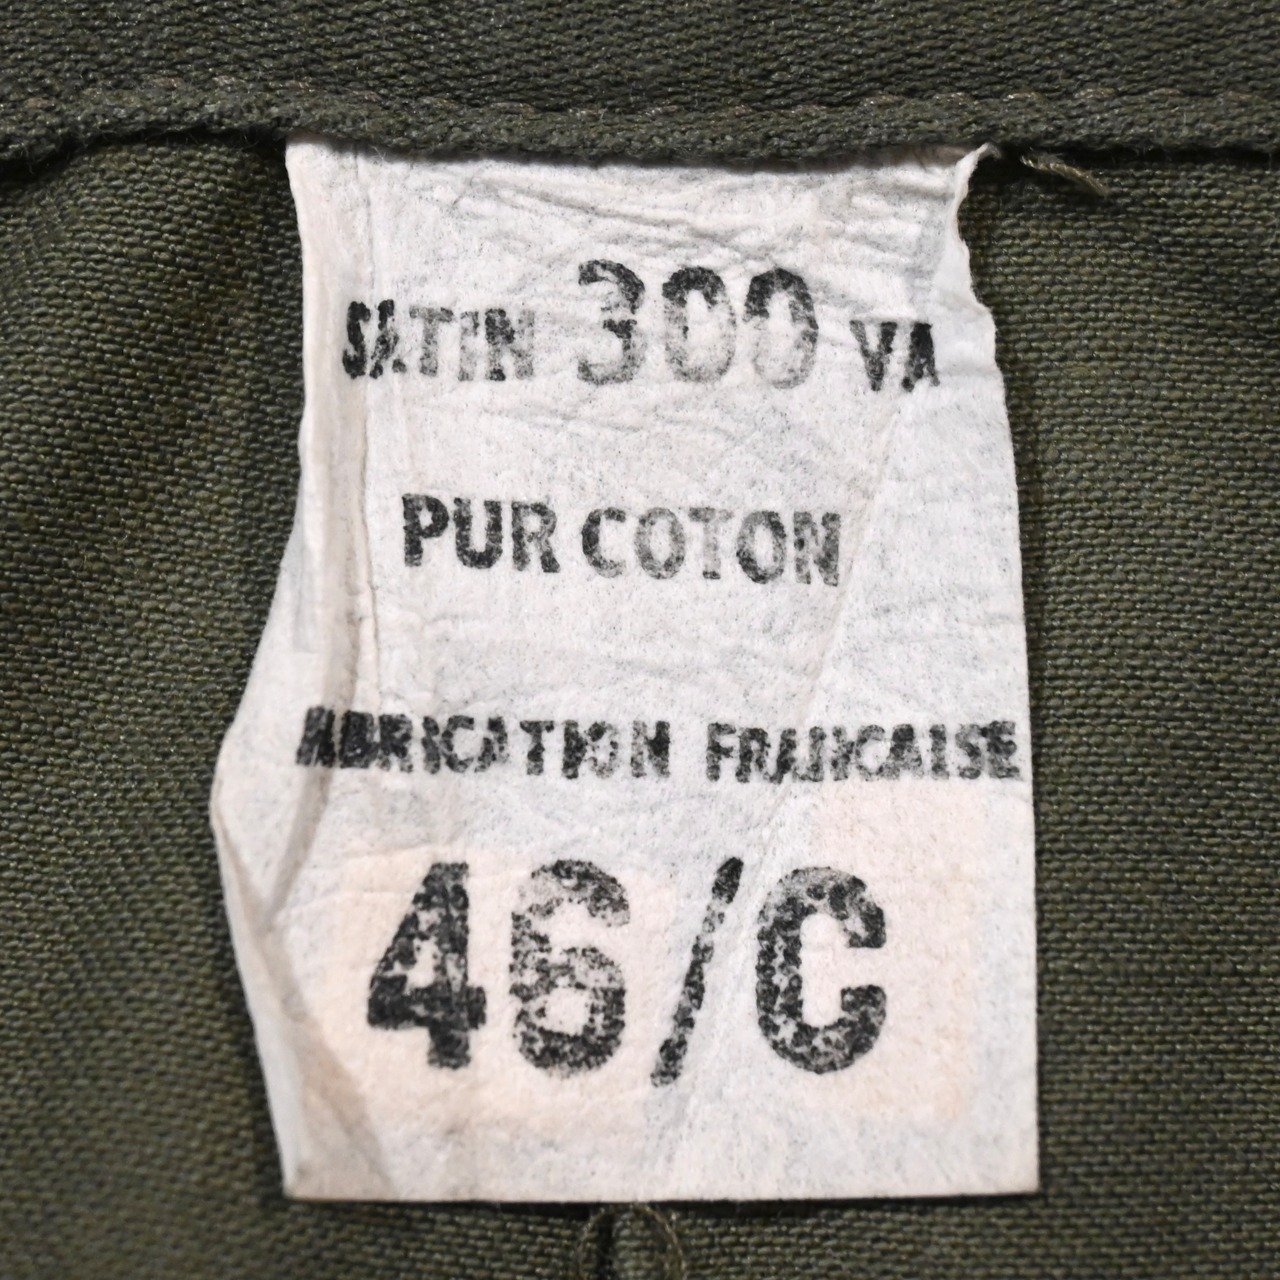 SATIN 300 VA
PUR COTON
FABRICATION FRANCAISE
46/C